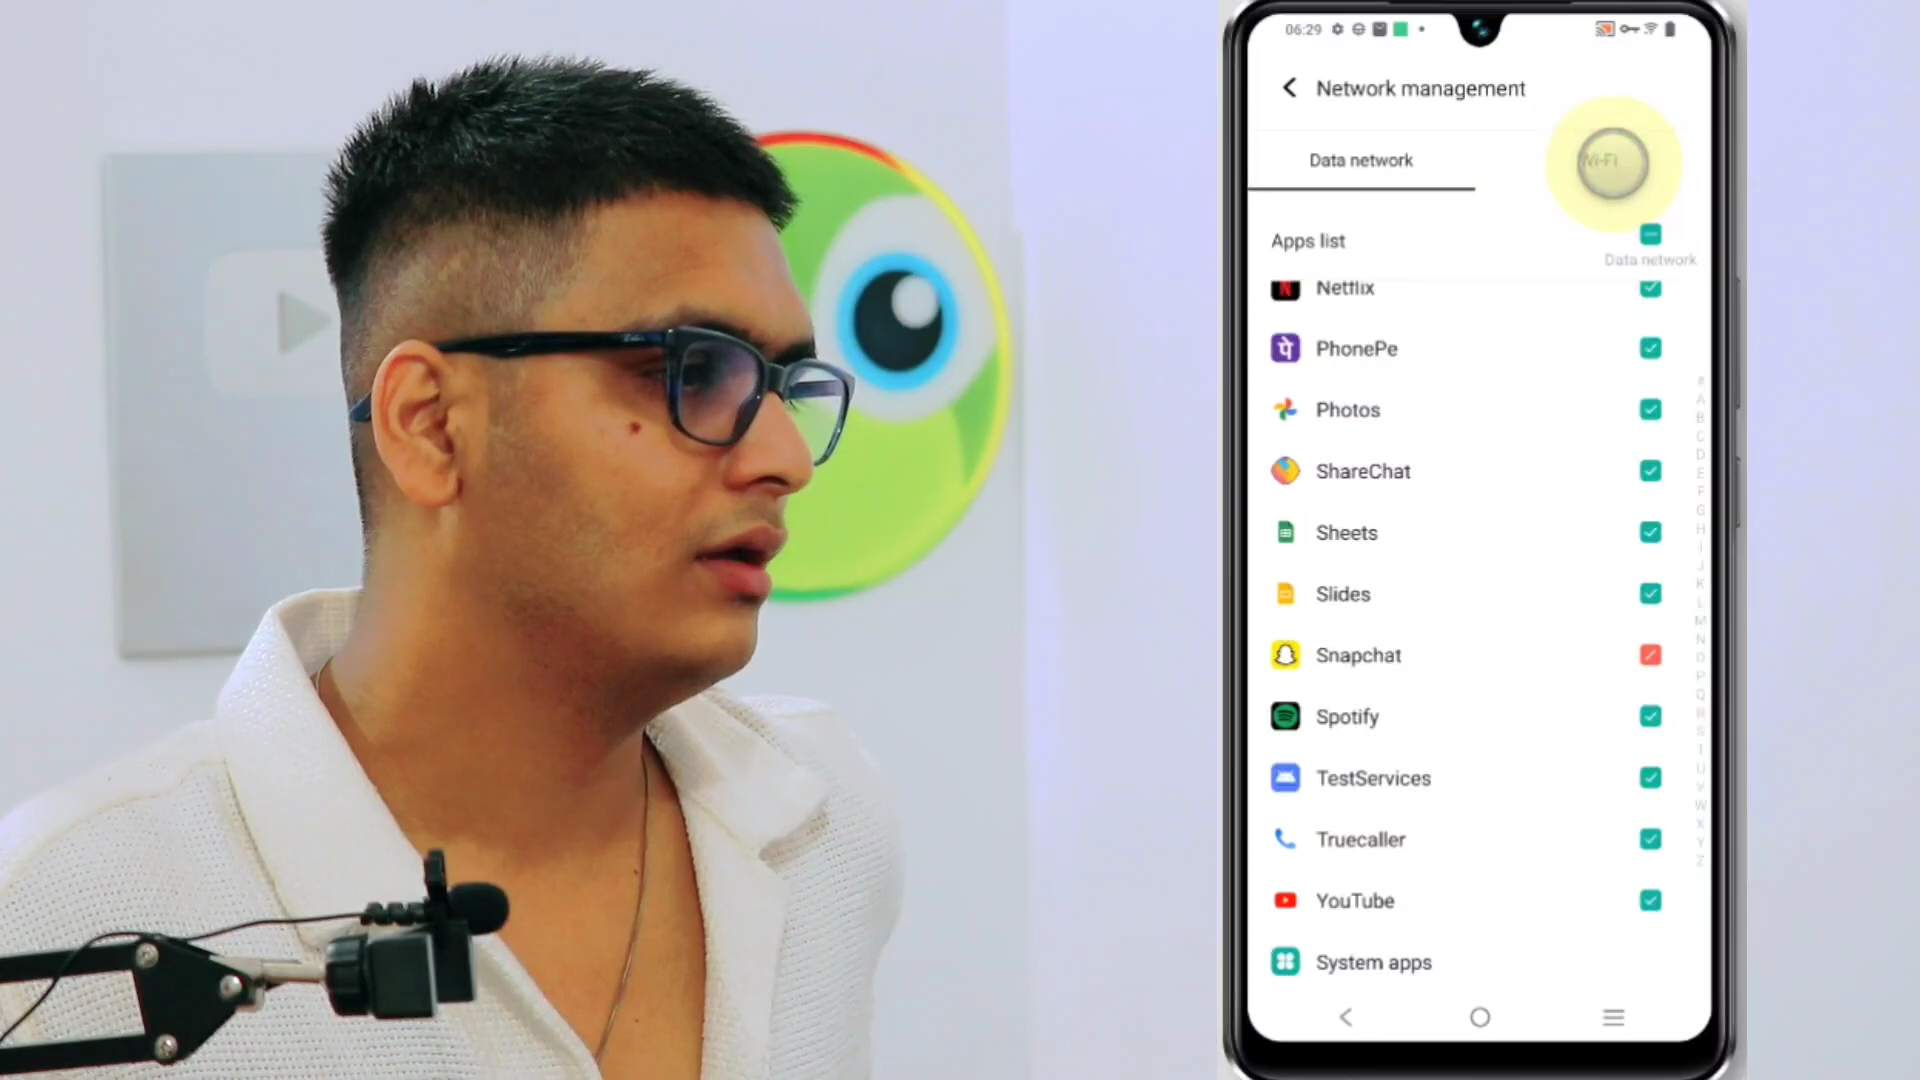 06:29
Network management
Data network
Wi-Fi
Apps list
Data network
Netflix
PhonePe
Photos
ShareChat
Sheets
Slides
Snapchat
Spotify
TestServices
Truecaller
YouTube
System apps
#
A
B
C
D
E
F
G
H
I
J
K
L
M
N
O
P
Q
R
S
T
U
V
W
X
Y
Z